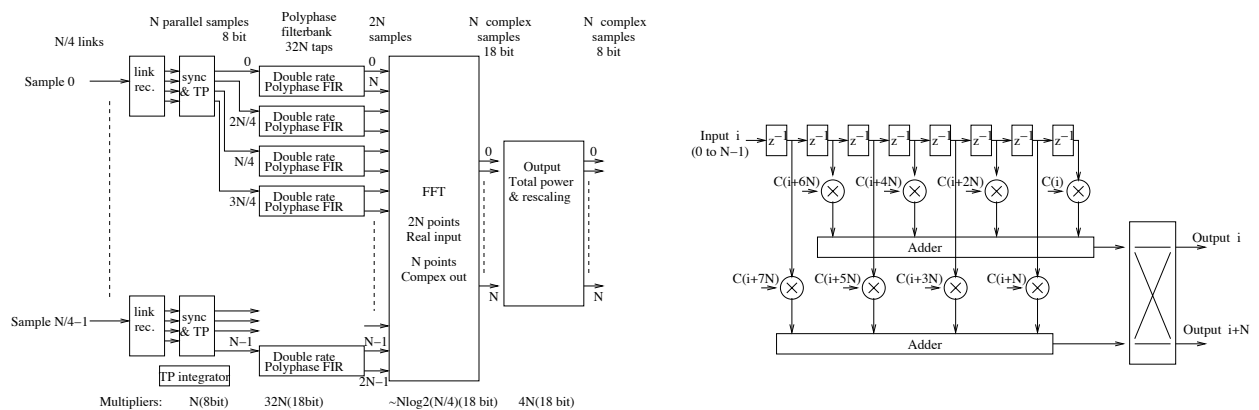 N parallel samples
8 bit
Polyphase
filterbank
32N taps
2N
samples
N complex
samples
18 bit
N complex
samples
8 bit
N/4 links
Sample 0
link
rec.
sync
& TP
0
2N/4
N/4
3N/4
Double rate
Polyphase FIR
Double rate
Polyphase FIR
Double rate
Polyphase FIR
Double rate
Polyphase FIR
0
N
FFT
2N points
Real input
N points
Compex out
0
N
Output
Total power
& rescaling
0
N
Sample N/4−1
link
rec.
sync
& TP
N−1
Double rate
Polyphase FIR
N−1
2N−1
TP integrator
Multipliers: N(8bit) 32N(18bit) ~Nlog2(N/4)(18 bit) 4N(18 bit)
Input i
(0 to N−1)
z−1 z−1 z−1 z−1 z−1 z−1 z−1 z−1
C(i+6N) C(i+4N) C(i+2N) C(i)
Adder
Output i
C(i+7N) C(i+5N) C(i+3N) C(i+N)
Adder
Output i+N